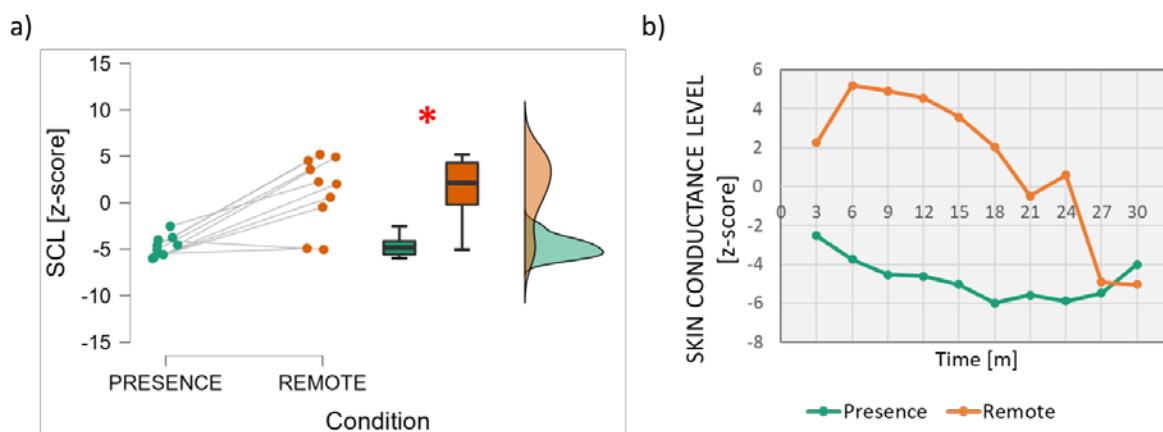 a)
15
10
5
0
-5
-10
-15
SCL [z-score]
*
PRESENCE
REMOTE
Condition
b)
6
4
2
0
-2
-4
-6
-8
SKIN CONDUCTANCE LEVEL
[z-score]
0 3 6 9 12 15 18 21 24 27 30
Time [m]
Presence Remote